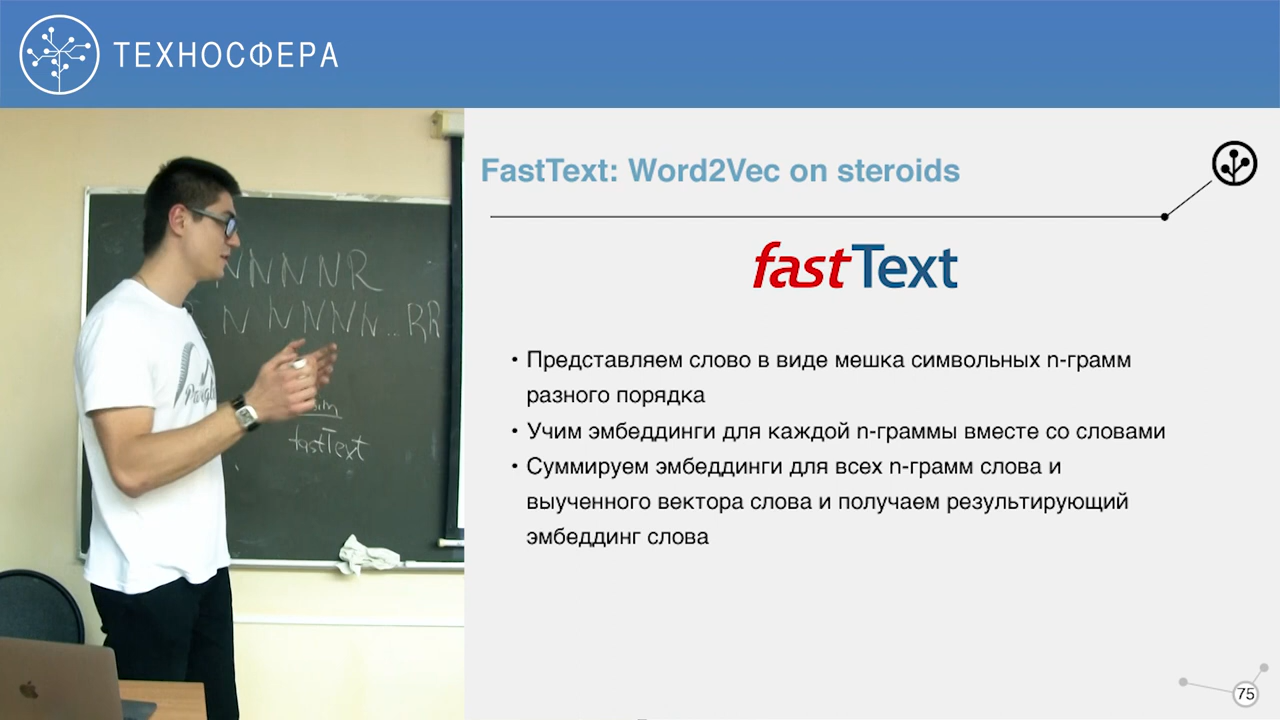 ТЕХНОСФЕРА
FastText: Word2Vec on steroids
fastText
NNNNR
N NNNN..RR
fastText
• Представляем слово в виде мешка символьных n-грамм
разного порядка
• Учим эмбеддинги для каждой n-граммы вместе со словами
• Суммируем эмбеддинги для всех n-грамм слова и
выученного вектора слова и получаем результирующий
эмбеддинг слова
75